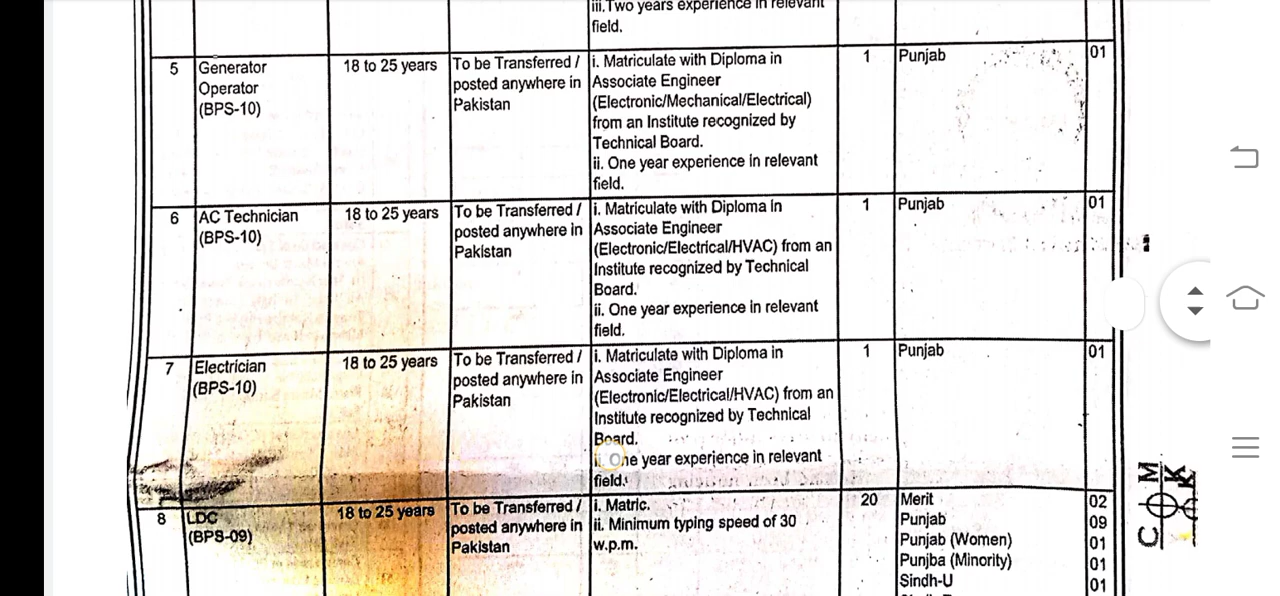 iii. Two years experience in relevant
field.
5 Generator Operator (BPS-10) 18 to 25 years To be Transferred / posted anywhere in Pakistan
i. Matriculate with Diploma in
Associate Engineer
(Electronic/Mechanical/Electrical)
from an Institute recognized by
Technical Board.
ii. One year experience in relevant
field.
1 Punjab 01
6 AC Technician (BPS-10) 18 to 25 years To be Transferred / posted anywhere in Pakistan
i. Matriculate with Diploma in
Associate Engineer
(Electronic/Electrical/HVAC) from an
Institute recognized by Technical
Board.
ii. One year experience in relevant
field.
1 Punjab 01
7 Electrician (BPS-10) 18 to 25 years To be Transferred / posted anywhere in Pakistan
i. Matriculate with Diploma in
Associate Engineer
(Electronic/Electrical/HVAC) from an
Institute recognized by Technical
Board.
ii. One year experience in relevant
field.
1 Punjab 01
8 LDC (BPS-09) 18 to 25 years To be Transferred / posted anywhere in Pakistan
i. Matric.
ii. Minimum typing speed of 30
w.p.m.
20
Merit 02
Punjab 09
Punjab (Women) 01
Punjba (Minority) 01
Sindh-U 01
C M
K
K